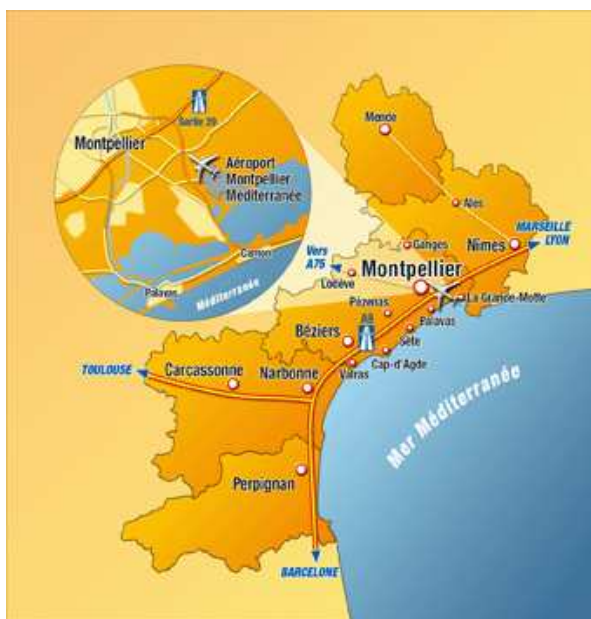 Sortie 29
Montpellier
Aéroport
Montpellier
Méditerranée
Carnon
Palavas
Méditerranée
Mende
Alès
MARSEILLE
LYON
Nîmes
Ganges
Vers
A75
Lodève
Montpellier
La Grande-Motte
Pézenas
Palavas
A9
Sète
Béziers
Cap-d'Agde
Valras
TOULOUSE
Carcassonne
Narbonne
Mer Méditerranée
Perpignan
BARCELONE